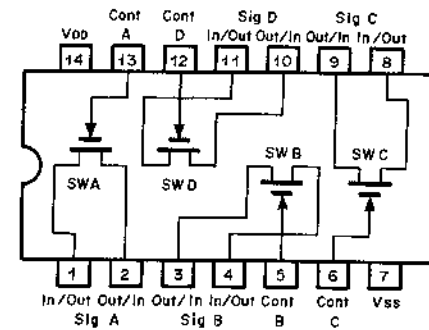 Cont Cont Sig D Sig C
VDD A D In/Out Out/In Out/In In/Out
14 13 12 11 10 9 8
SWB
SWA SWD SWC
1 2 3 4 5 6 7
In/Out Out/In Out/In In/Out Cont Cont Vss
Sig A Sig B B C